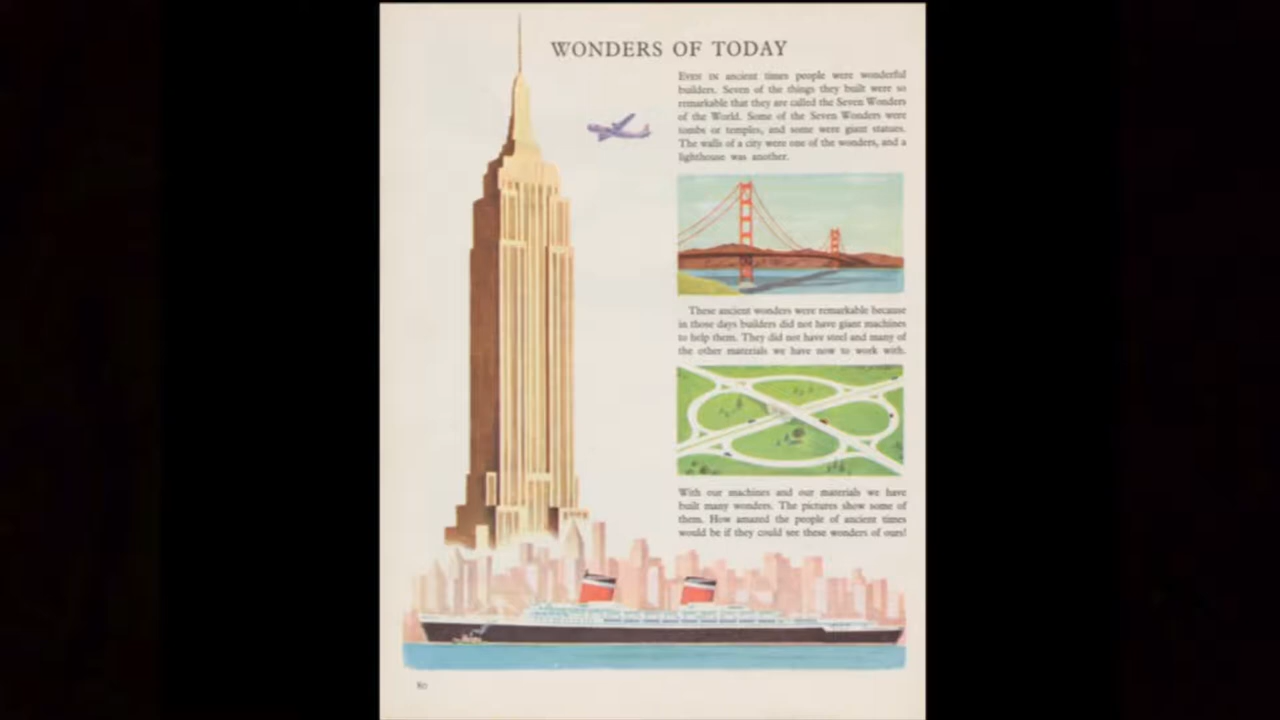 WONDERS OF TODAY
EVEN IN ancient times people were wonderful
builders. Seven of the things they built were so
remarkable that they are called the Seven Wonders
of the World. Some of the Seven Wonders were
tombs or temples, and some were giant statues.
The walls of a city were one of the wonders, and a
lighthouse was another.
These ancient wonders were remarkable because
in those days builders did not have giant machines
to help them. They did not have steel and many of
the other materials we have now to work with.
With our machines and our materials we have
built many wonders. The pictures show some of
them. How amazed the people of ancient times
would be if they could see these wonders of ours!